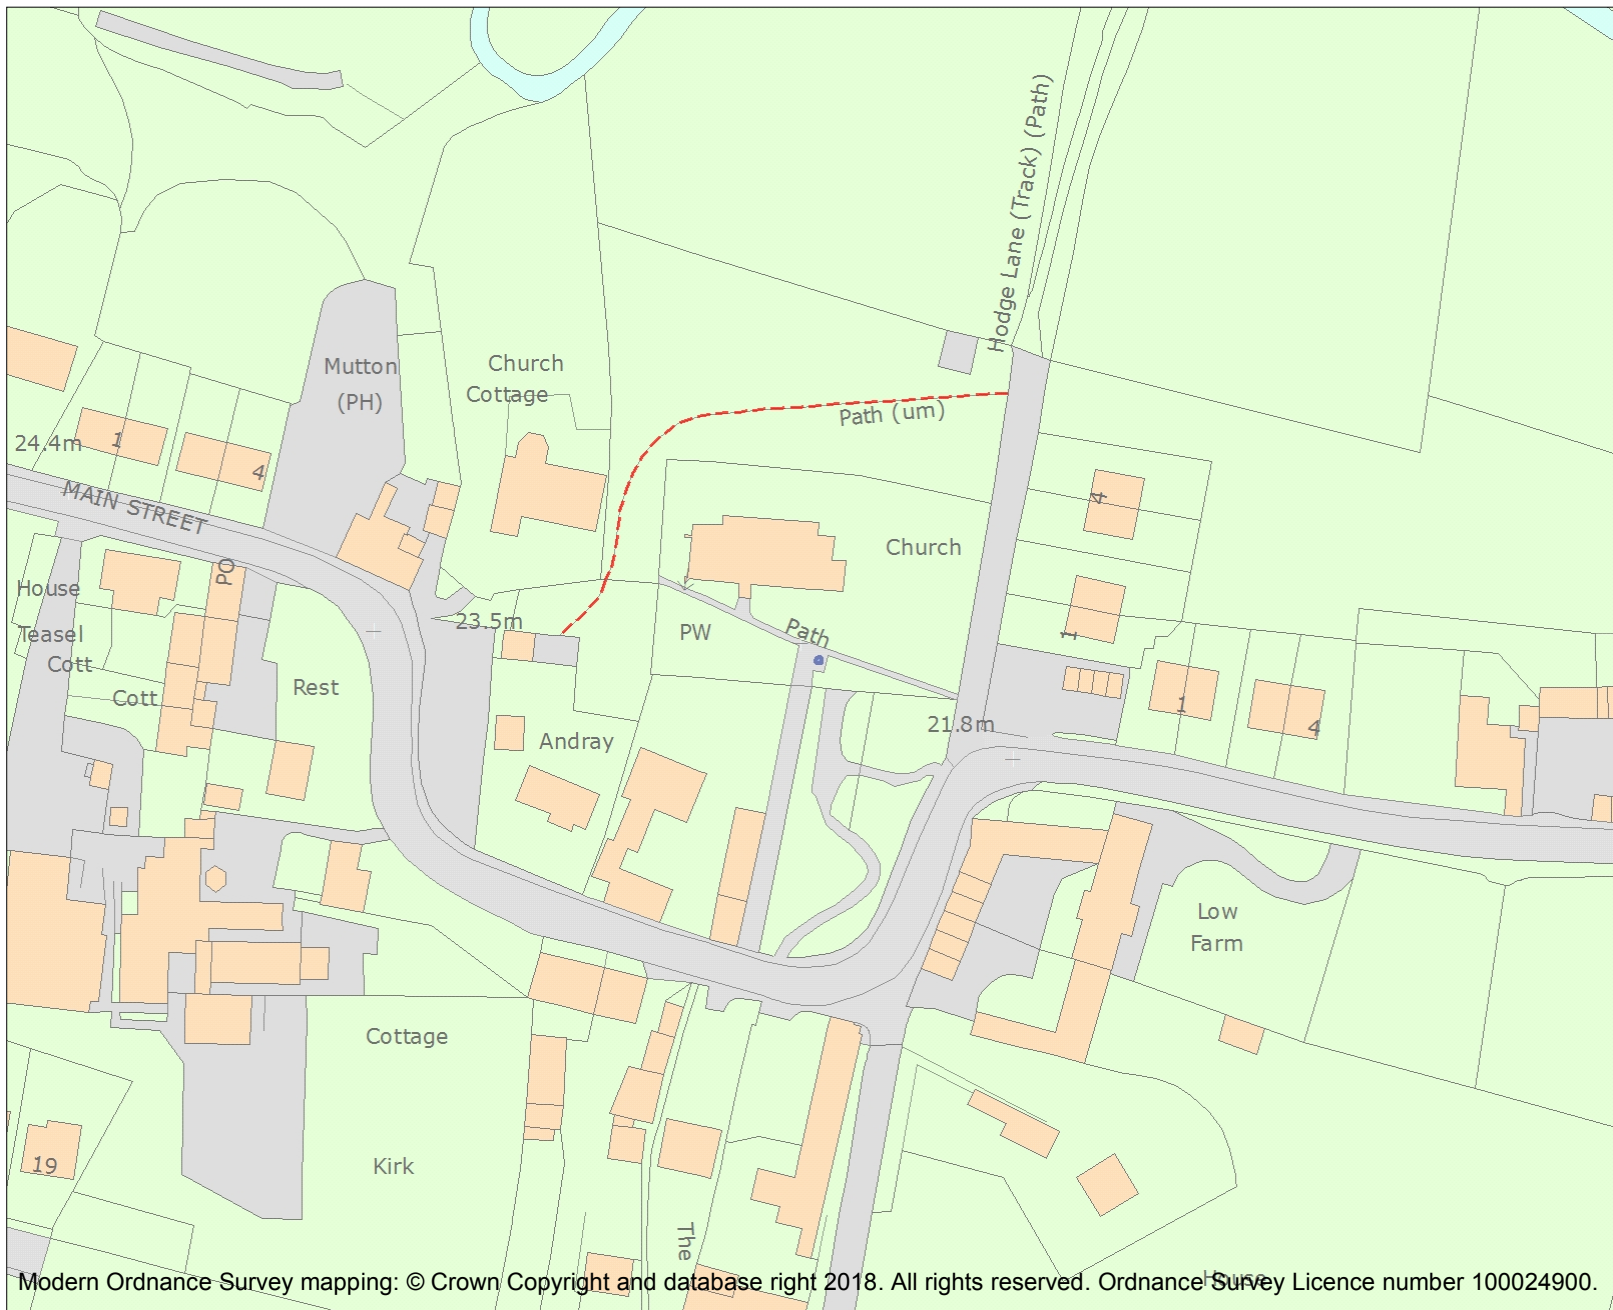 Hodge Lane (Track) (Path)
Mutton
(PH)
Church
Cottage
Path (um)
24.4m
1
4
MAIN STREET
4
Church
PO
House
Teasel
Cott
Cott
23.5m
PW
Path
1
Rest
Andray
21.8m
1
4
Low
Farm
Cottage
Kirk
19
The
House
Modern Ordnance Survey mapping: © Crown Copyright and database right 2018. All rights reserved. Ordnance Survey Licence number 100024900.